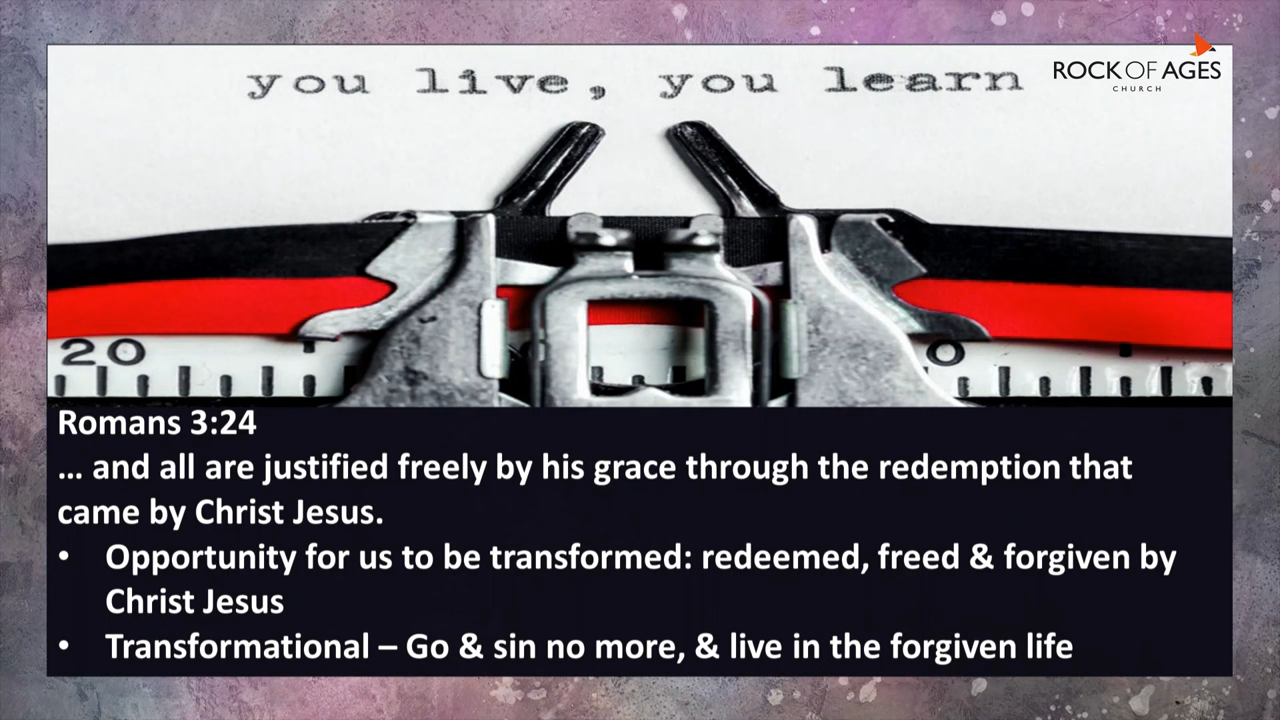 you live, you learn
ROCK OF AGES
CHURCH
20
0
Romans 3:24
... and all are justified freely by his grace through the redemption that
came by Christ Jesus.
• Opportunity for us to be transformed: redeemed, freed & forgiven by
Christ Jesus
• Transformational – Go & sin no more, & live in the forgiven life